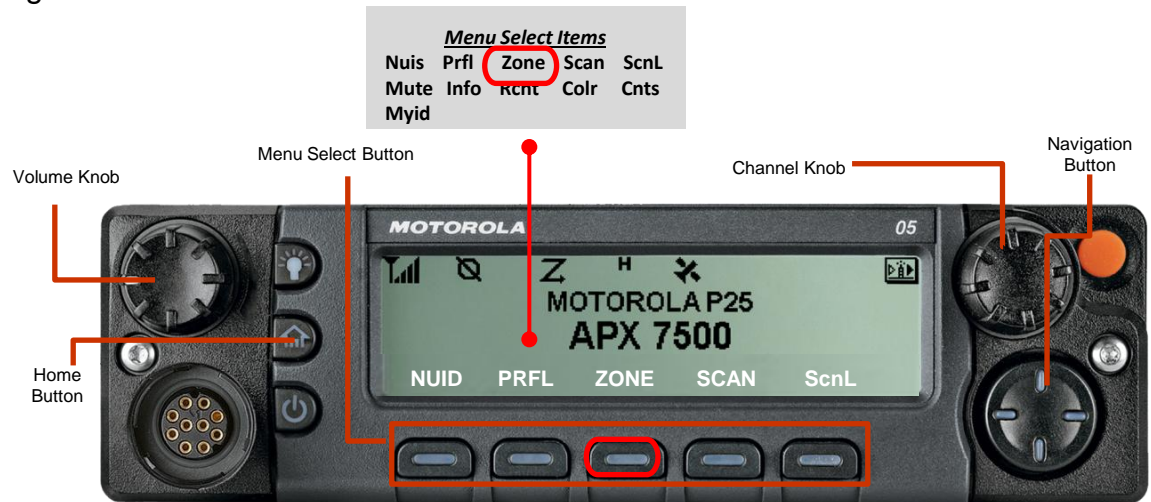 Menu Select Items
Nuis Prfl Zone Scan ScnL
Mute Info Rcnt Colr Cnts
Myid
Menu Select Button
Channel Knob
Navigation
Button
Volume Knob
MOTOROLA 05
H
MOTOROLA P25
APX 7500
NUID PRFL ZONE SCAN ScnL
Home
Button